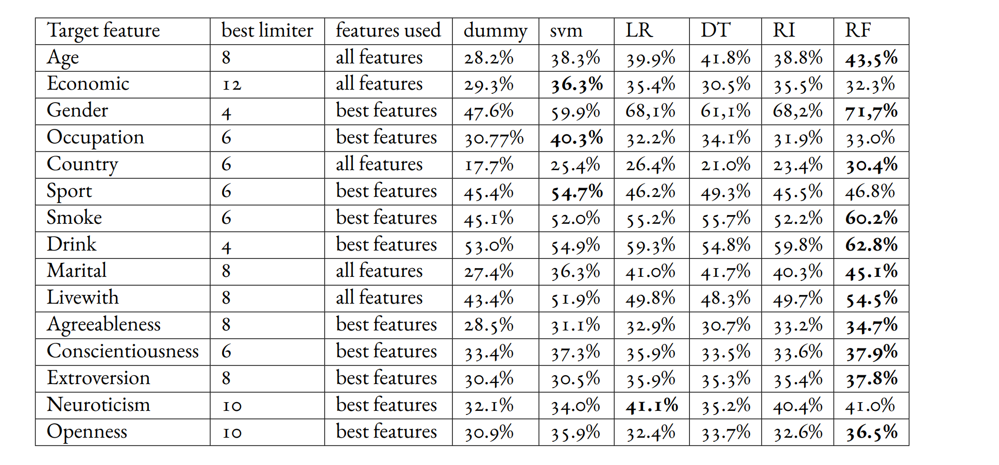 Target feature best limiter features used dummy svm LR DT RI RF
Age 8 all features 28.2% 38.3% 39.9% 41.8% 38.8% 43,5%
Economic 12 all features 29.3% 36.3% 35.4% 30.5% 35.5% 32.3%
Gender 4 best features 47.6% 59.9% 68,1% 61,1% 68,2% 71,7%
Occupation 6 best features 30.77% 40.3% 32.2% 34.1% 31.9% 33.0%
Country 6 all features 17.7% 25.4% 26.4% 21.0% 23.4% 30.4%
Sport 6 best features 45.4% 54.7% 46.2% 49.3% 45.5% 46.8%
Smoke 6 best features 45.1% 52.0% 55.2% 55.7% 52.2% 60.2%
Drink 4 best features 53.0% 54.9% 59.3% 54.8% 59.8% 62.8%
Marital 8 all features 27.4% 36.3% 41.0% 41.7% 40.3% 45.1%
Livewith 8 all features 43.4% 51.9% 49.8% 48.3% 49.7% 54.5%
Agreeableness 8 best features 28.5% 31.1% 32.9% 30.7% 33.2% 34.7%
Conscientiousness 6 best features 33.4% 37.3% 35.9% 33.5% 33.6% 37.9%
Extroversion 8 best features 30.4% 30.5% 35.9% 35.3% 35.4% 37.8%
Neuroticism 10 best features 32.1% 34.0% 41.1% 35.2% 40.4% 41.0%
Openness 10 best features 30.9% 35.9% 32.4% 33.7% 32.6% 36.5%